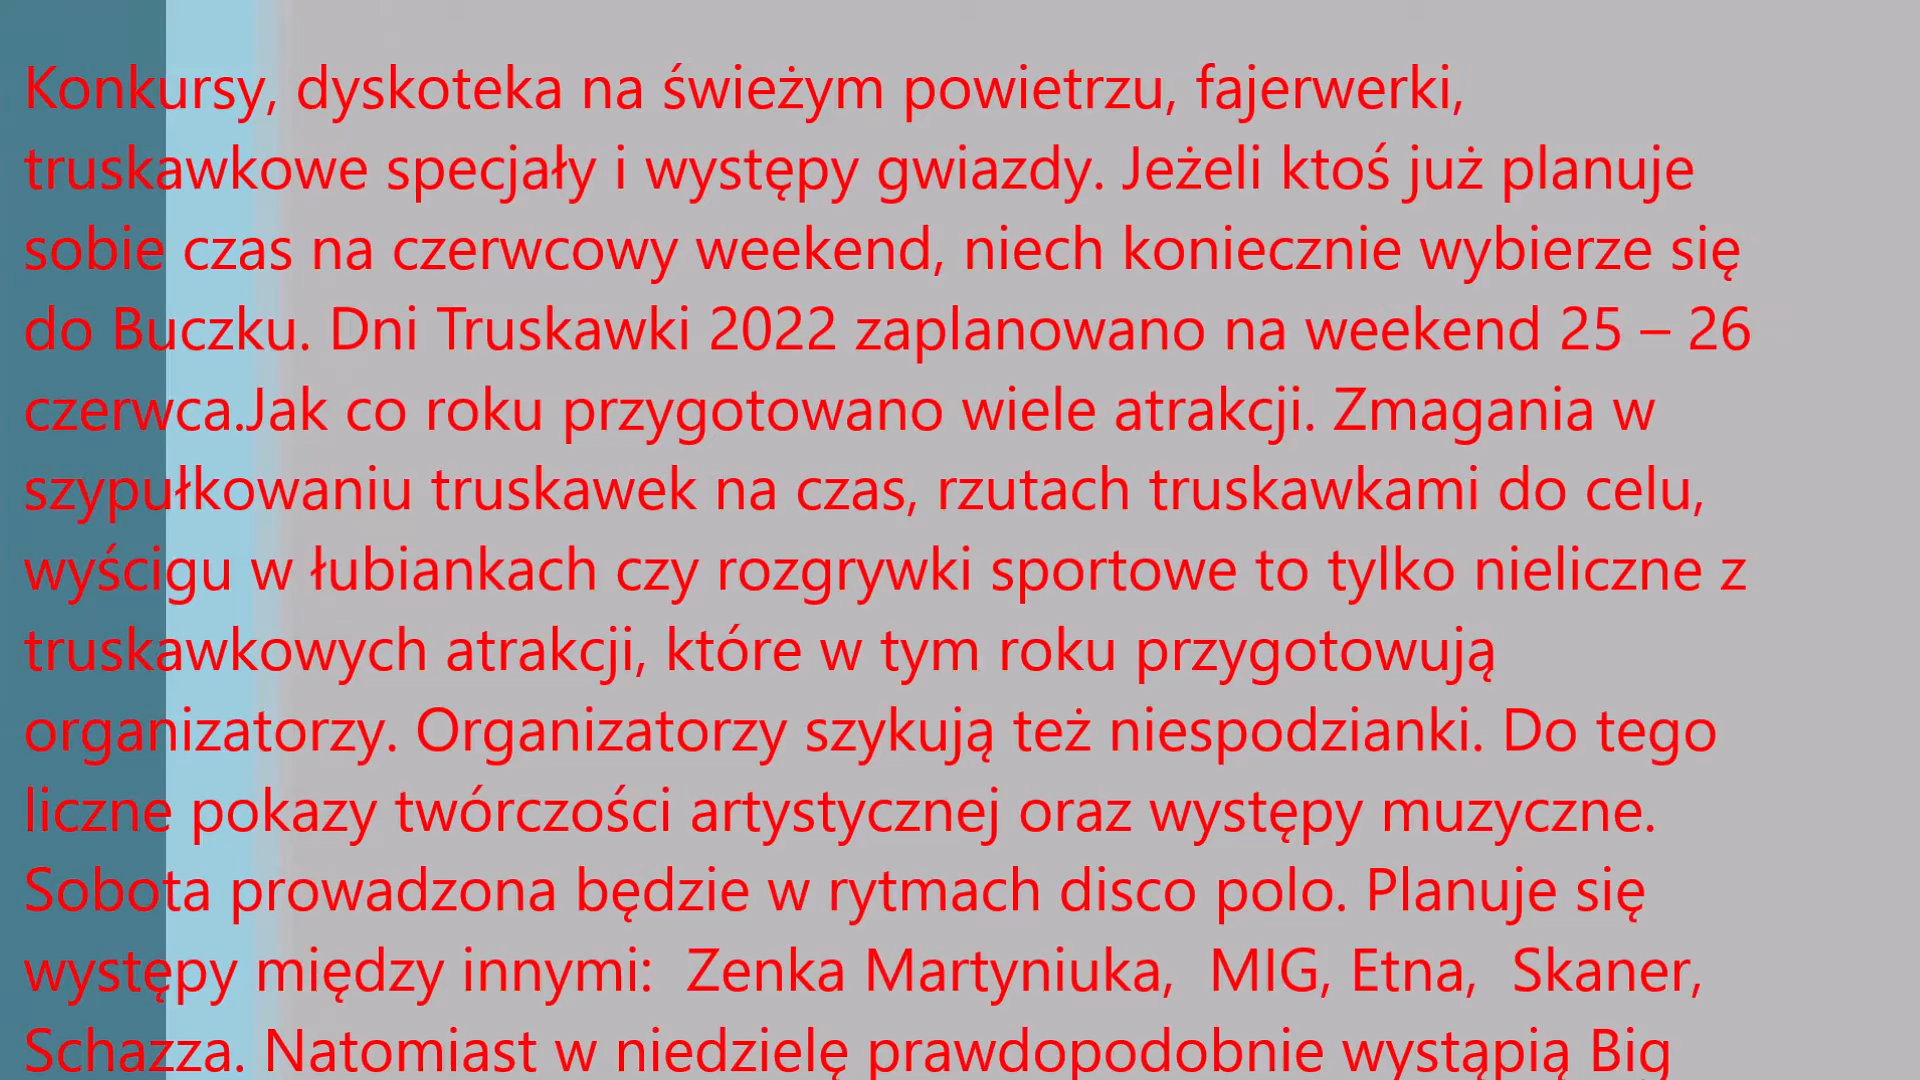 Konkursy, dyskoteka na świeżym powietrzu, fajerwerki,
truskawkowe specjały i występy gwiazdy. Jeżeli ktoś już planuje
sobie czas na czerwcowy weekend, niech koniecznie wybierze się
do Buczku. Dni Truskawki 2022 zaplanowano na weekend 25 – 26
czerwca.Jak co roku przygotowano wiele atrakcji. Zmagania w
szypułkowaniu truskawek na czas, rzutach truskawkami do celu,
wyścigu w łubiankach czy rozgrywki sportowe to tylko nieliczne z
truskawkowych atrakcji, które w tym roku przygotowują
organizatorzy. Organizatorzy szykują też niespodzianki. Do tego
liczne pokazy twórczości artystycznej oraz występy muzyczne.
Sobota prowadzona będzie w rytmach disco polo. Planuje się
występy między innymi:  Zenka Martyniuka,  MIG, Etna,  Skaner,
Schazza. Natomiast w niedzielę prawdopodobnie wystąpią Big